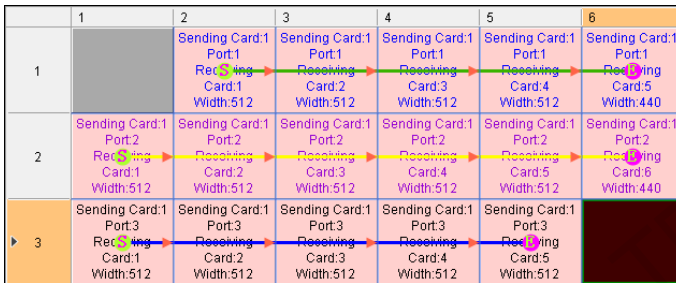 1 2 3 4 5 6
Sending Card:1 Sending Card:1 Sending Card:1 Sending Card:1 Sending Card:1
Port:1 Port:1 Port:1 Port:1 Port:1
1 Receiving Receiving Receiving Receiving Receiving
S E
Card:1 Card:2 Card:3 Card:4 Card:5
Width:512 Width:512 Width:512 Width:512 Width:440
Sending Card:1 Sending Card:1 Sending Card:1 Sending Card:1 Sending Card:1 Sending Card:1
Port:2 Port:2 Port:2 Port:2 Port:2 Port:2
2 Receiving Receiving Receiving Receiving Receiving Receiving
S E
Card:1 Card:2 Card:3 Card:4 Card:5 Card:6
Width:512 Width:512 Width:512 Width:512 Width:512 Width:440
Sending Card:1 Sending Card:1 Sending Card:1 Sending Card:1 Sending Card:1
Port:3 Port:3 Port:3 Port:3 Port:3
3 Receiving Receiving Receiving Receiving Receiving
S E
Card:1 Card:2 Card:3 Card:4 Card:5
Width:512 Width:512 Width:512 Width:512 Width:512